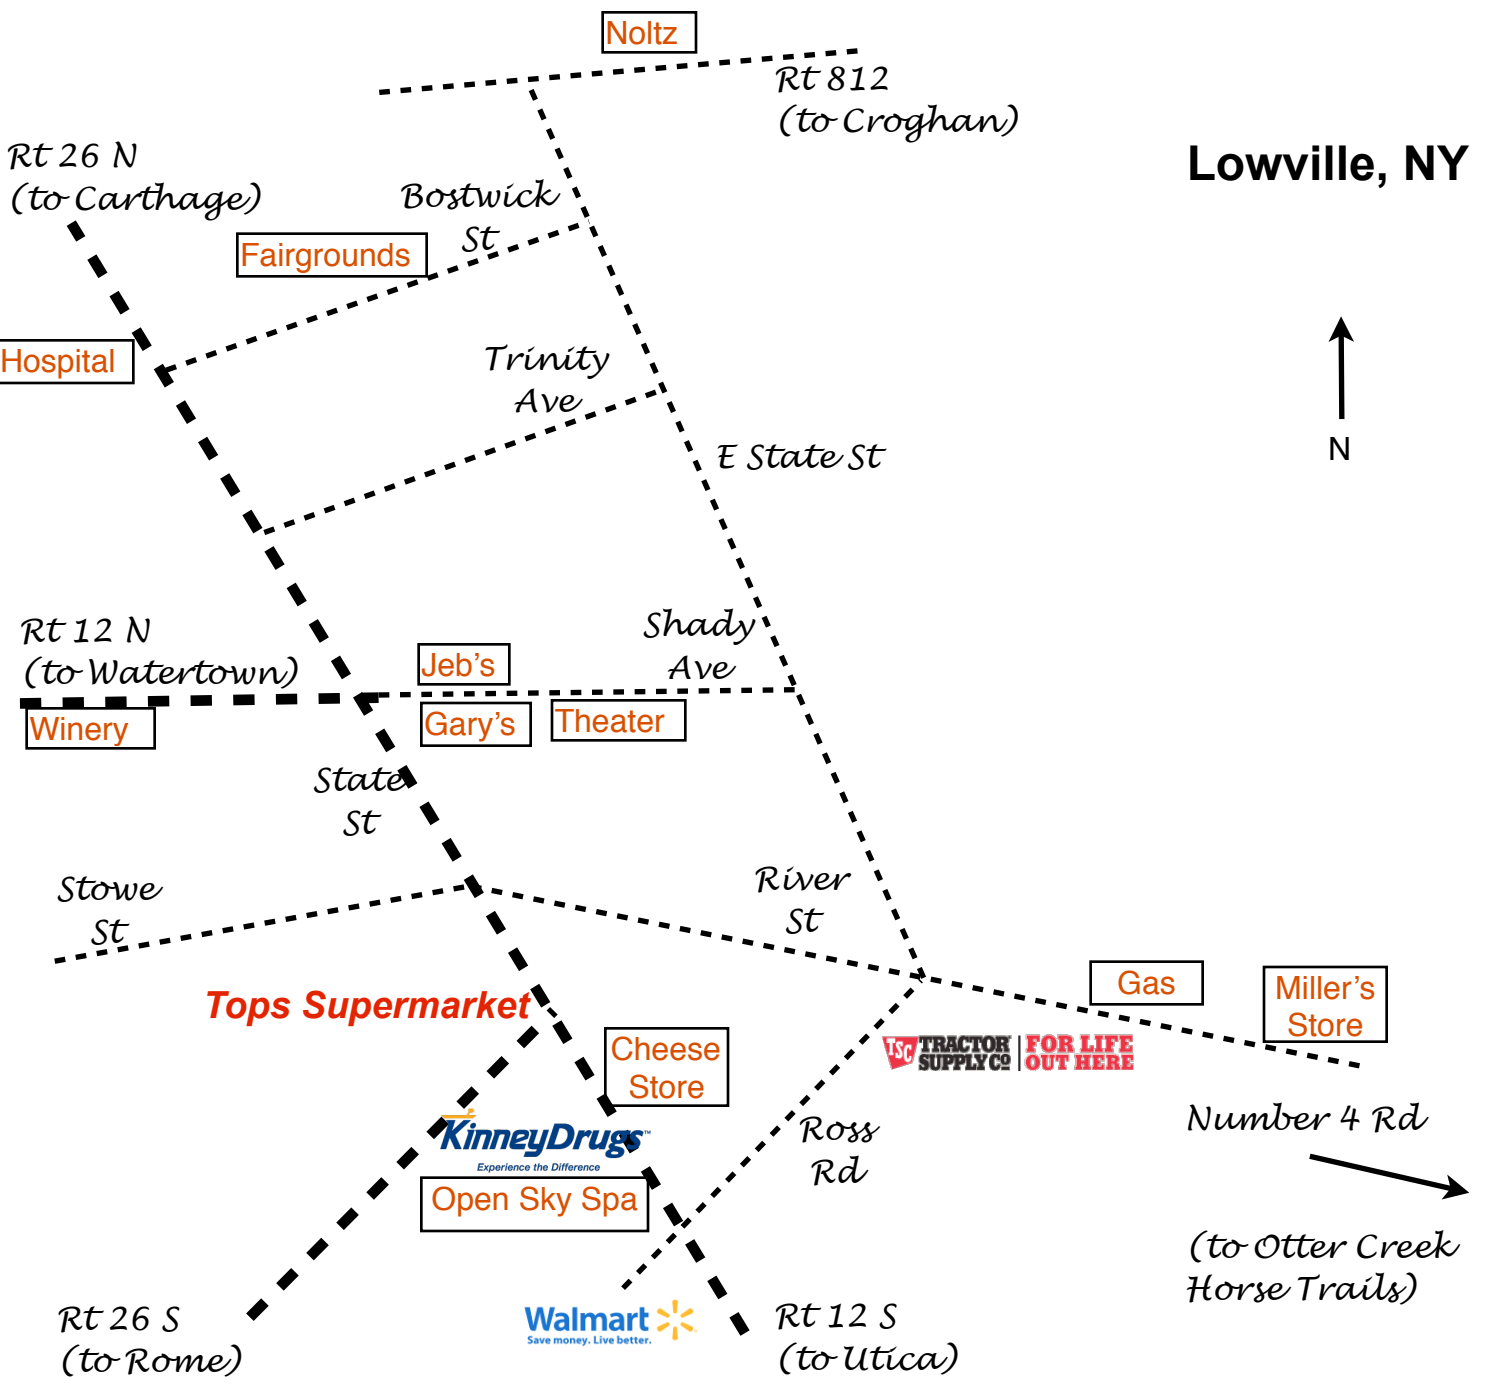 Noltz
Rt 812
(to Croghan)
Lowville, NY
Rt 26 N
(to Carthage)
Bostwick
St
Fairgrounds
Hospital
Trinity
Ave
N
E State St
Rt 12 N
(to Watertown)
Shady
Ave
Jeb's
Winery
Gary's
Theater
State
St
Stowe
St
River
St
Tops Supermarket
Gas
Miller's
Store
Cheese
Store
TSC TRACTOR SUPPLY CO
FOR LIFE OUT HERE
KinneyDrugs™
Experience the Difference
Ross
Rd
Number 4 Rd
Open Sky Spa
(to Otter Creek
Horse Trails)
Rt 26 S
(to Rome)
Walmart
Save money. Live better.
Rt 12 S
(to Utica)